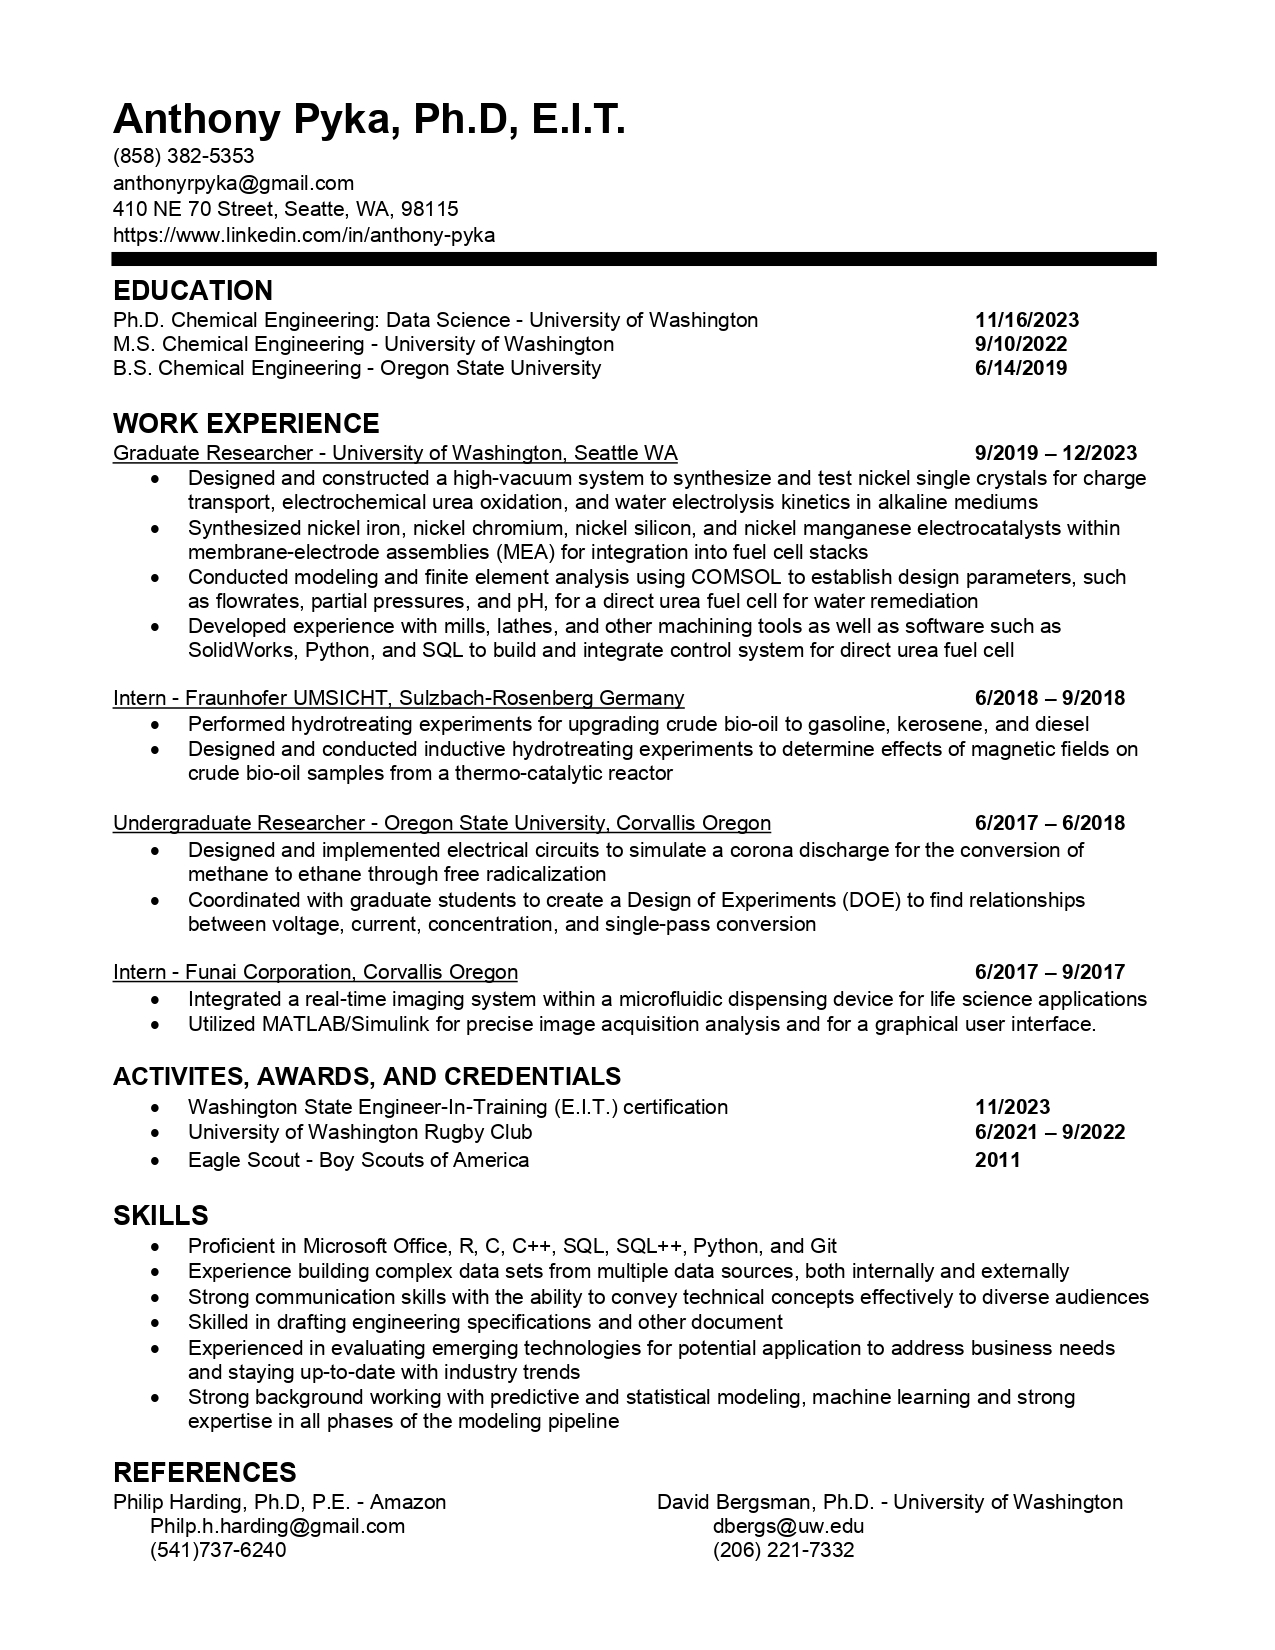 Anthony Pyka, Ph.D, E.I.T.
(858) 382-5353
anthonyrpyka@gmail.com
410 NE 70 Street, Seatte, WA, 98115
https://www.linkedin.com/in/anthony-pyka
EDUCATION
Ph.D. Chemical Engineering: Data Science - University of Washington 11/16/2023
M.S. Chemical Engineering - University of Washington 9/10/2022
B.S. Chemical Engineering - Oregon State University 6/14/2019
WORK EXPERIENCE
Graduate Researcher - University of Washington, Seattle WA 9/2019 – 12/2023
• Designed and constructed a high-vacuum system to synthesize and test nickel single crystals for charge
transport, electrochemical urea oxidation, and water electrolysis kinetics in alkaline mediums
• Synthesized nickel iron, nickel chromium, nickel silicon, and nickel manganese electrocatalysts within
membrane-electrode assemblies (MEA) for integration into fuel cell stacks
• Conducted modeling and finite element analysis using COMSOL to establish design parameters, such
as flowrates, partial pressures, and pH, for a direct urea fuel cell for water remediation
• Developed experience with mills, lathes, and other machining tools as well as software such as
SolidWorks, Python, and SQL to build and integrate control system for direct urea fuel cell
Intern - Fraunhofer UMSICHT, Sulzbach-Rosenberg Germany 6/2018 – 9/2018
• Performed hydrotreating experiments for upgrading crude bio-oil to gasoline, kerosene, and diesel
• Designed and conducted inductive hydrotreating experiments to determine effects of magnetic fields on
crude bio-oil samples from a thermo-catalytic reactor
Undergraduate Researcher - Oregon State University, Corvallis Oregon 6/2017 – 6/2018
• Designed and implemented electrical circuits to simulate a corona discharge for the conversion of
methane to ethane through free radicalization
• Coordinated with graduate students to create a Design of Experiments (DOE) to find relationships
between voltage, current, concentration, and single-pass conversion
Intern - Funai Corporation, Corvallis Oregon 6/2017 – 9/2017
• Integrated a real-time imaging system within a microfluidic dispensing device for life science applications
• Utilized MATLAB/Simulink for precise image acquisition analysis and for a graphical user interface.
ACTIVITES, AWARDS, AND CREDENTIALS
• Washington State Engineer-In-Training (E.I.T.) certification 11/2023
• University of Washington Rugby Club 6/2021 – 9/2022
• Eagle Scout - Boy Scouts of America 2011
SKILLS
• Proficient in Microsoft Office, R, C, C++, SQL, SQL++, Python, and Git
• Experience building complex data sets from multiple data sources, both internally and externally
• Strong communication skills with the ability to convey technical concepts effectively to diverse audiences
• Skilled in drafting engineering specifications and other document
• Experienced in evaluating emerging technologies for potential application to address business needs
and staying up-to-date with industry trends
• Strong background working with predictive and statistical modeling, machine learning and strong
expertise in all phases of the modeling pipeline
REFERENCES
Philip Harding, Ph.D, P.E. - Amazon David Bergsman, Ph.D. - University of Washington
Philp.h.harding@gmail.com dbergs@uw.edu
(541)737-6240 (206) 221-7332